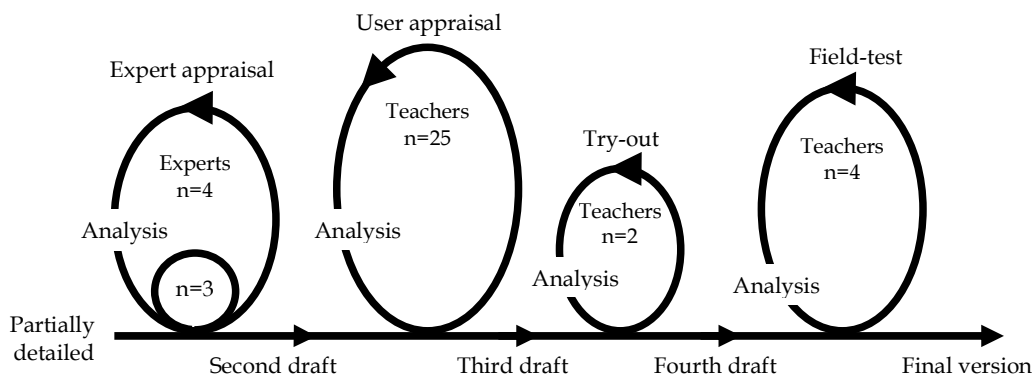 User appraisal
Expert appraisal
Field-test
Teachers
n=25
Try-out
Experts
n=4
Teachers
n=4
Teachers
n=2
Analysis
Analysis
Analysis
Analysis
n=3
Partially
detailed
Second draft
Third draft
Fourth draft
Final version